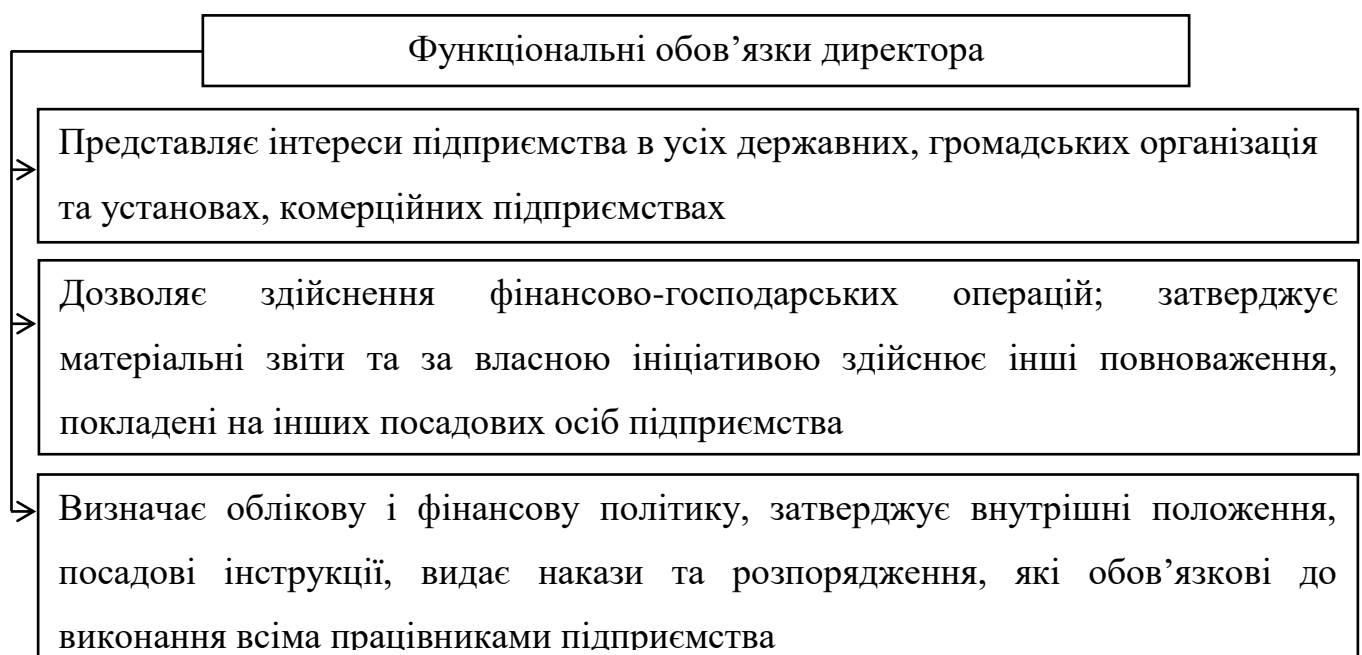 Функціональні обов’язки директора
Представляє інтереси підприємства в усіх державних, громадських організація
та установах, комерційних підприємствах
Дозволяє здійснення фінансово-господарських операцій; затверджує
матеріальні звіти та за власною ініціативою здійснює інші повноваження,
покладені на інших посадових осіб підприємства
Визначає облікову і фінансову політику, затверджує внутрішні положення,
посадові інструкції, видає накази та розпорядження, які обов’язкові до
виконання всіма працівниками підприємства